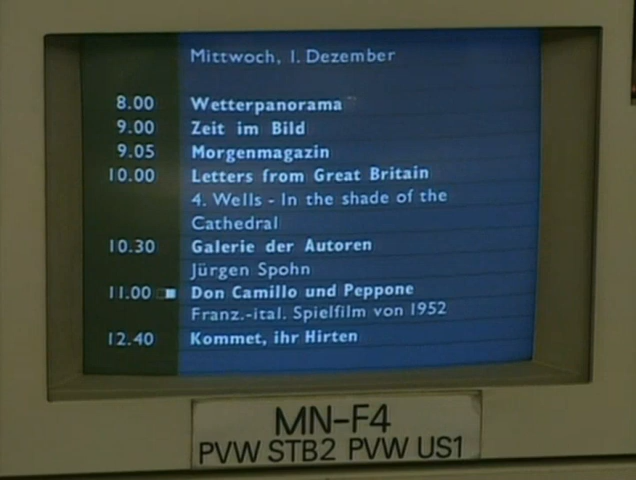 Mittwoch, 1. Dezember
8.00 Wetterpanorama
9.00 Zeit im Bild
9.05 Morgenmagazin
10.00 Letters from Great Britain
4. Wells - In the shade of the
Cathedral
10.30 Galerie der Autoren
Jürgen Spohn
11.00 Don Camillo und Peppone
Franz.-ital. Spielfilm von 1952
12.40 Kommet, ihr Hirten
MN-F4
PVW STB2 PVW US1